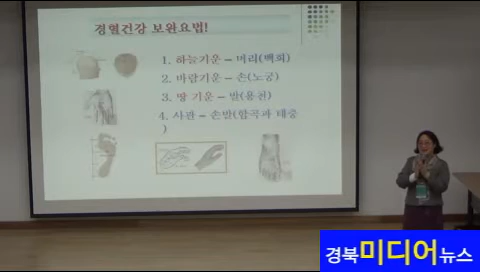 경혈건강 보완요법!
1. 하늘기운 – 머리(백회)
2. 바람기운 – 손(노궁)
3. 땅 기운 – 발(용천)
4. 사관 – 손발(합곡과 태충
)
경북미디어뉴스